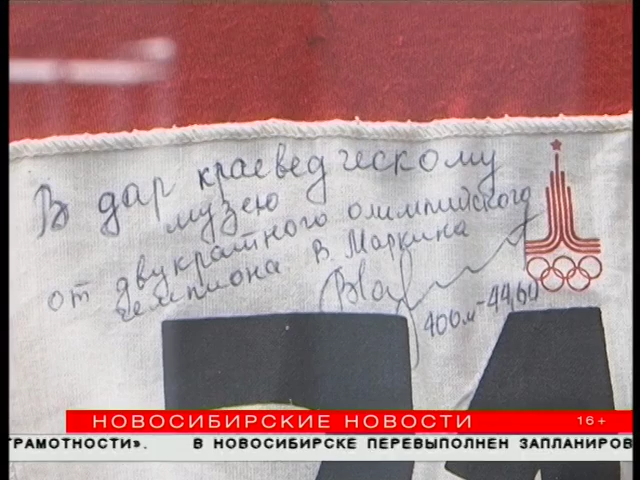 В дар краеведческому
музею
от двукратного олимпийского
чемпиона В. Маркина
400м-44,60
НОВОСИБИРСКИЕ НОВОСТИ
16+
ГРАМОТНОСТИ». В НОВОСИБИРСКЕ ПЕРЕВЫПОЛНЕН ЗАПЛАНИРОВ